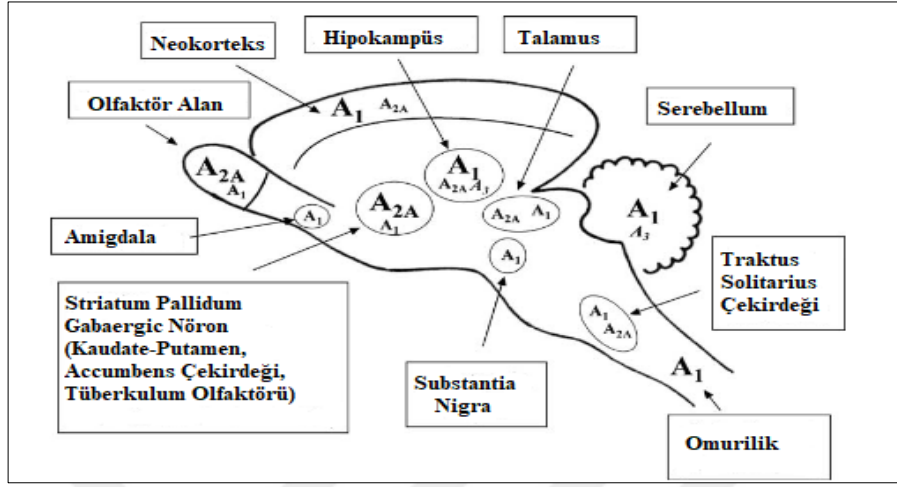 Neokorteks
Hipokampüs
Talamus
Olfaktör Alan
Serebellum
A1 A2A
A2A
A1
A1
A2A A3
A2A
A1
A1
A2A A1
A1
A3
A1
Amigdala
Traktus
Solitarius
Çekirdeği
A1
A2A
A1
Striatum Pallidum
Gabaergic Nöron
(Kaudate-Putamen,
Accumbens Çekirdeği,
Tüberkulum Olfaktörü)
Substantia
Nigra
Omurilik